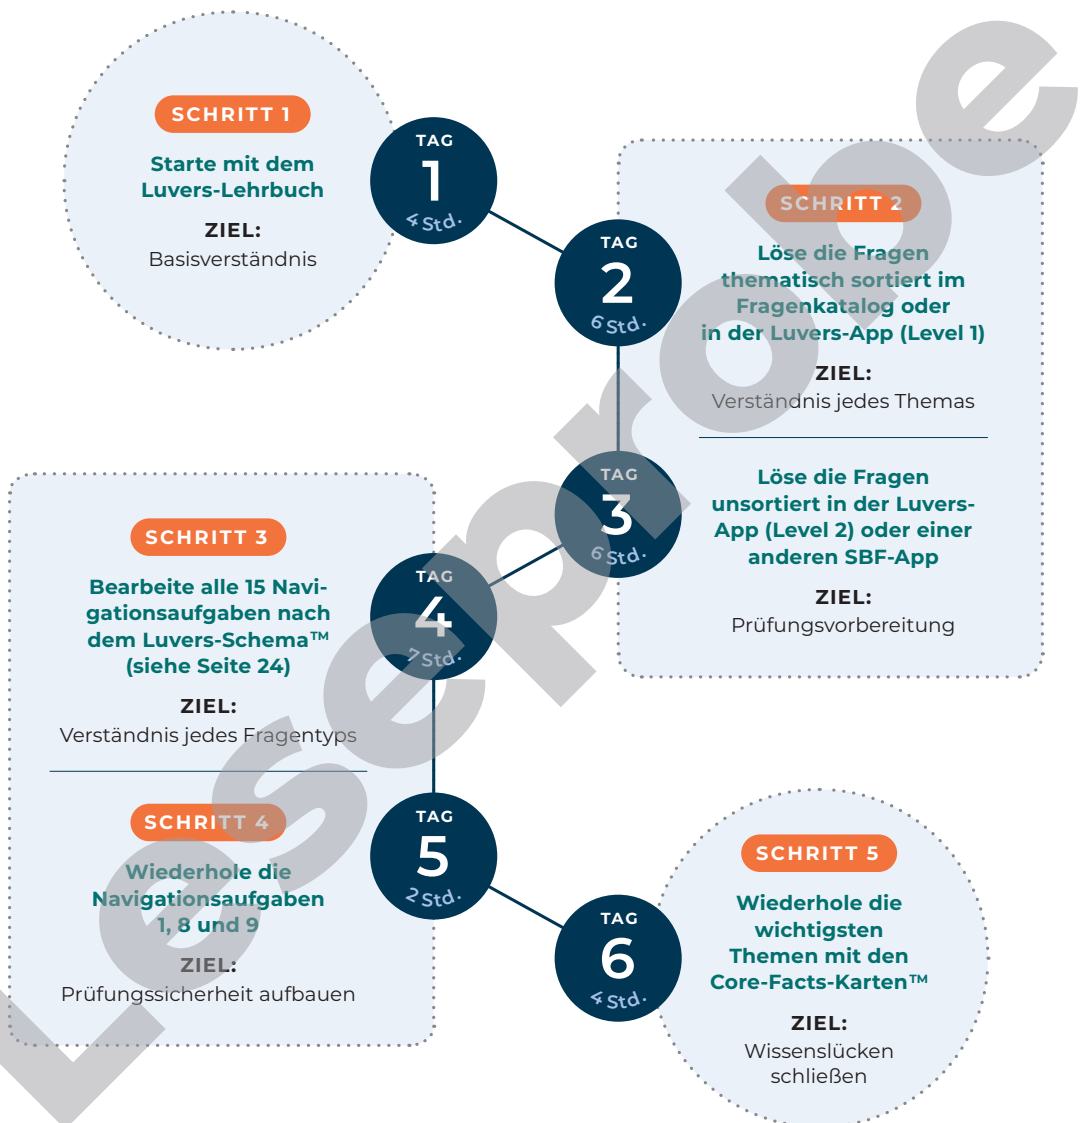 SCHRITT 1
Starte mit dem
Luvers-Lehrbuch
ZIEL:
Basisverständnis
TAG
1
4 Std.
TAG
2
6 Std.
SCHRITT 2
Löse die Fragen
thematisch sortiert im
Fragenkatalog oder
in der Luvers-App (Level 1)
ZIEL:
Verständnis jedes Themas
TAG
3
6 Std.
Löse die Fragen
unsortiert in der Luvers-
App (Level 2) oder einer
anderen SBF-App
ZIEL:
Prüfungsvorbereitung
SCHRITT 3
Bearbeite alle 15 Navi-
gationsaufgaben nach
dem Luvers-Schema™
(siehe Seite 24)
ZIEL:
Verständnis jedes Fragentyps
TAG
4
7 Std.
SCHRITT 4
Wiederhole die
Navigationsaufgaben
1, 8 und 9
ZIEL:
Prüfungssicherheit aufbauen
TAG
5
2 Std.
TAG
6
4 Std.
SCHRITT 5
Wiederhole die
wichtigsten
Themen mit den
Core-Facts-Karten™
ZIEL:
Wissenslücken
schließen
Leseprobe